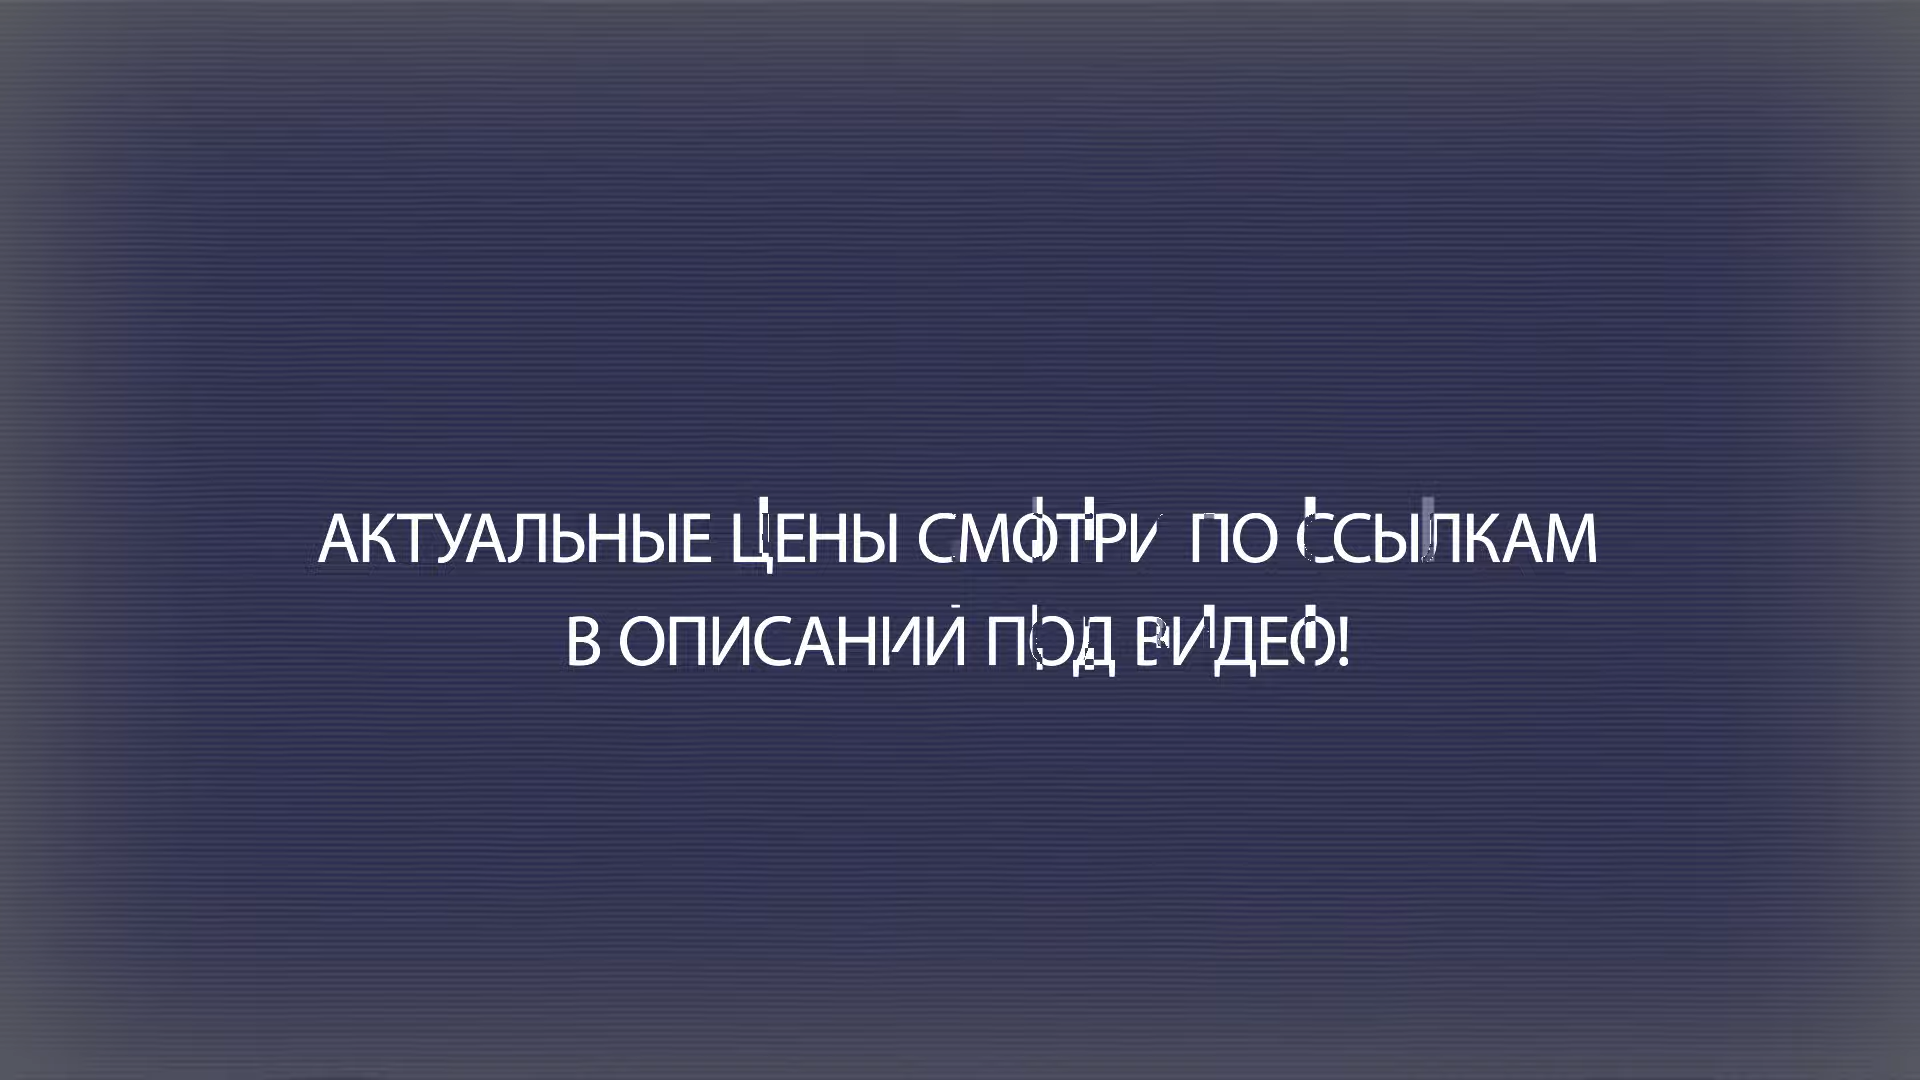 АКТУАЛЬНЫЕ ЦЕНЫ СМОТРИ ПО ССЫЛКАМ
В ОПИСАНИИ ПОД ВИДЕО!